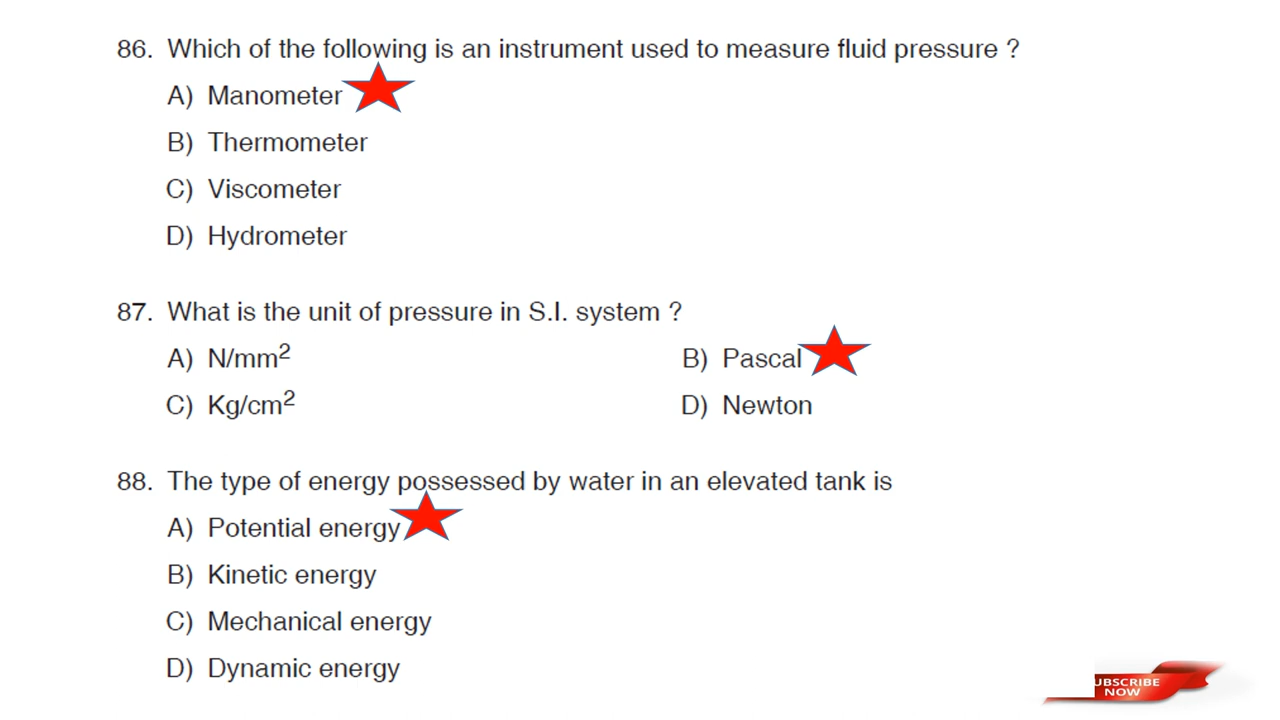 86. Which of the following is an instrument used to measure fluid pressure ?
A) Manometer
B) Thermometer
C) Viscometer
D) Hydrometer
87. What is the unit of pressure in S.I. system ?
A) N/mm² B) Pascal
C) Kg/cm² D) Newton
88. The type of energy possessed by water in an elevated tank is
A) Potential energy
B) Kinetic energy
C) Mechanical energy
D) Dynamic energy
UBSCRIBE
NOW